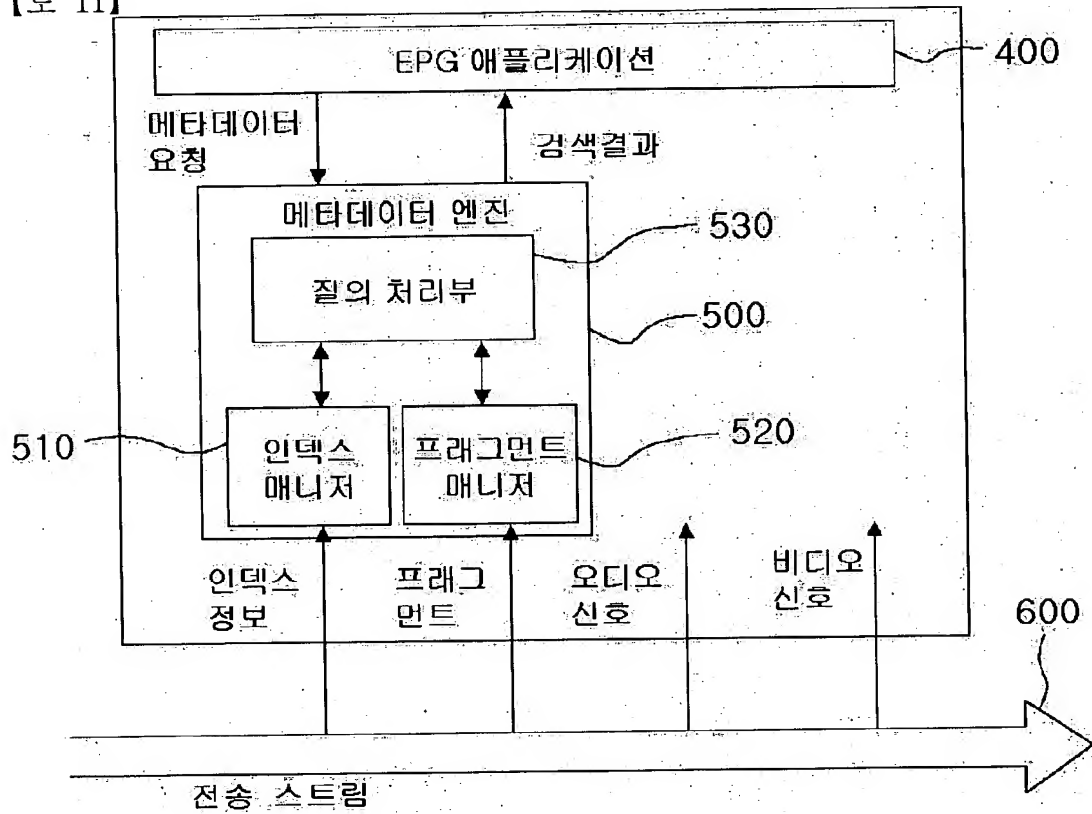 【도 11】
EPG 애플리케이션
400
메타데이터
요청
검색결과
메타데이터 엔진
530
질의 처리부
500
510
인덱스
매니저
프래그먼트
매니저
520
인덱스
정보
프래그
먼트
오디오
신호
비디오
신호
600
전송 스트림